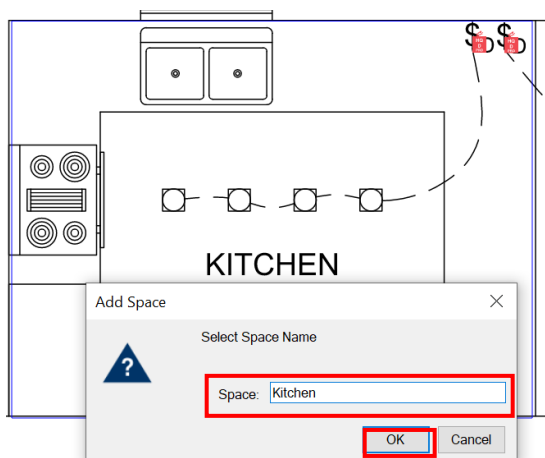 $D $D
KITCHEN
Add Space
Select Space Name
Space: Kitchen
OK Cancel